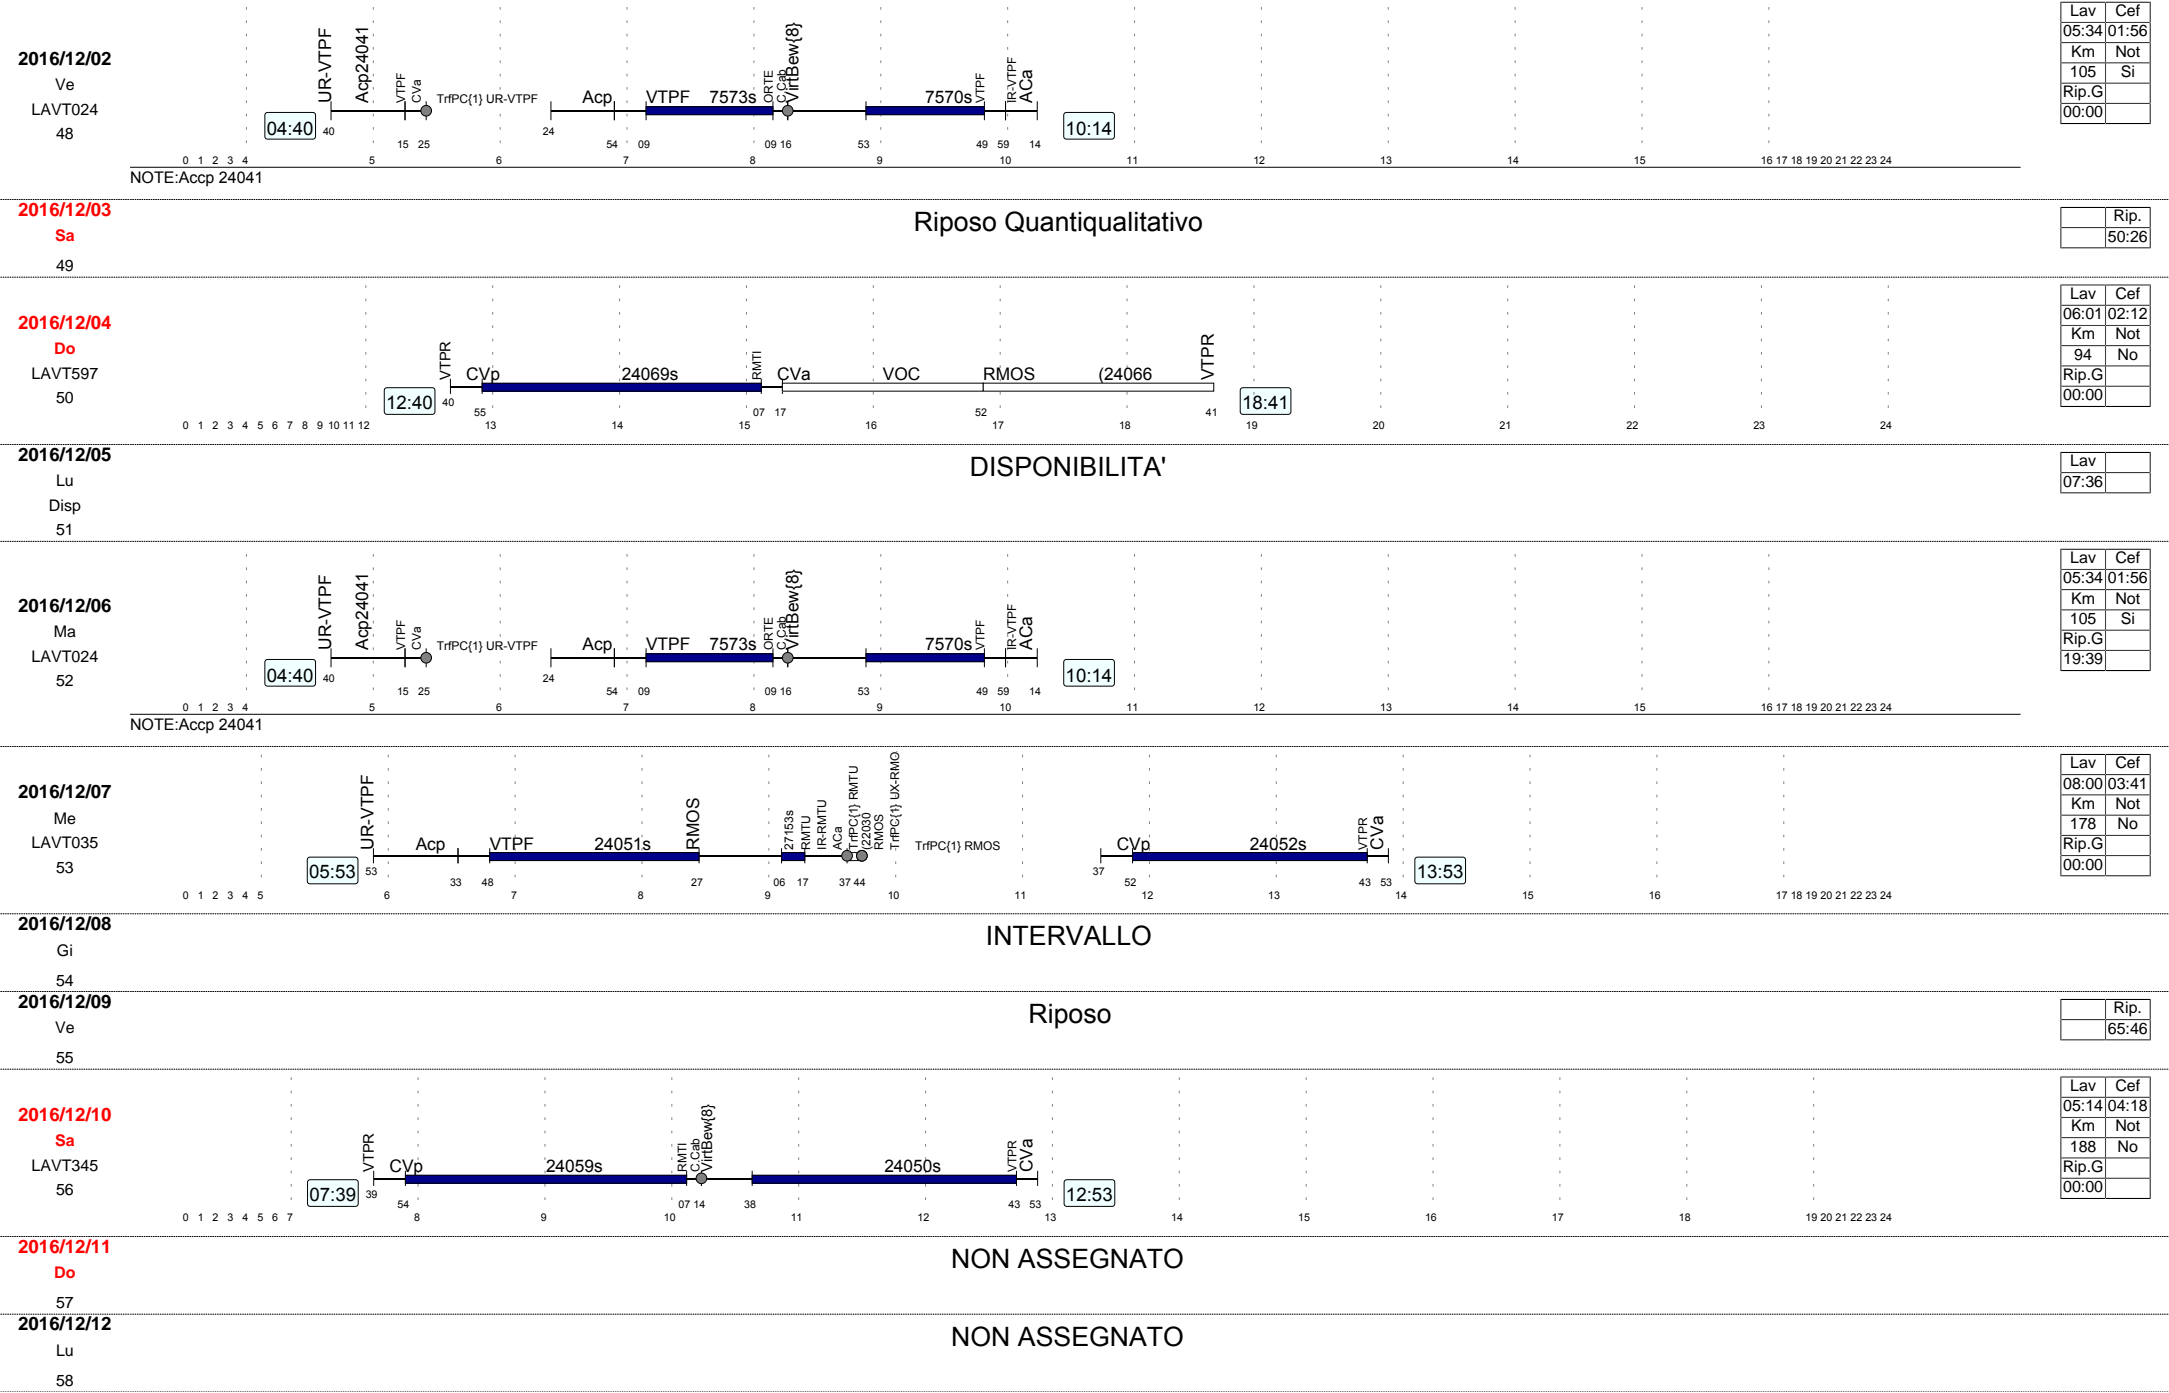 2016/12/02
Ve
LAVT024
48
04:40
UR-VTPF Acp24041 VTPF CVa TrfPC{1} UR-VTPF Acp VTPF 7573s ORTE C.Cab VirtBew{8} 7570s VTPF IR-VTPF ACa
40 15 25 24 54 09 09 16 53 49 59 14
10:14
0 1 2 3 4 5 6 7 8 9 10 11 12 13 14 15 16 17 18 19 20 21 22 23 24
NOTE:Accp 24041
Lav Cef
05:34 01:56
Km Not
105 Si
Rip.G
00:00
2016/12/03
Sa
49
Riposo Quantiqualitativo
Rip.
50:26
2016/12/04
Do
LAVT597
50
12:40
VTPR CVp 24069s RMTI CVa VOC RMOS (24066 VTPR
40 55 07 17 52 41
18:41
0 1 2 3 4 5 6 7 8 9 10 11 12 13 14 15 16 17 18 19 20 21 22 23 24
Lav Cef
06:01 02:12
Km Not
94 No
Rip.G
00:00
2016/12/05
Lu
Disp
51
DISPONIBILITA'
Lav
07:36
2016/12/06
Ma
LAVT024
52
04:40
UR-VTPF Acp24041 VTPF CVa TrfPC{1} UR-VTPF Acp VTPF 7573s ORTE C.Cab VirtBew{8} 7570s VTPF IR-VTPF ACa
40 15 25 24 54 09 09 16 53 49 59 14
10:14
0 1 2 3 4 5 6 7 8 9 10 11 12 13 14 15 16 17 18 19 20 21 22 23 24
NOTE:Accp 24041
Lav Cef
05:34 01:56
Km Not
105 Si
Rip.G
19:39
2016/12/07
Me
LAVT035
53
05:53
UR-VTPF Acp VTPF 24051s RMOS 27153s RMTU IR-RMTU ACa TrfPC{1} RMTU (22030 RMOS TrfPC{1} UX-RMO TrfPC{1} RMOS CVp 24052s VTPR CVa
53 33 48 27 06 17 37 44 37 52 43 53
13:53
0 1 2 3 4 5 6 7 8 9 10 11 12 13 14 15 16 17 18 19 20 21 22 23 24
Lav Cef
08:00 03:41
Km Not
178 No
Rip.G
00:00
2016/12/08
Gi
54
INTERVALLO
2016/12/09
Ve
55
Riposo
Rip.
65:46
2016/12/10
Sa
LAVT345
56
07:39
VTPR CVp 24059s RMTI C.Cab VirtBew{8} 24050s VTPR CVa
39 54 07 14 38 43 53
12:53
0 1 2 3 4 5 6 7 8 9 10 11 12 13 14 15 16 17 18 19 20 21 22 23 24
Lav Cef
05:14 04:18
Km Not
188 No
Rip.G
00:00
2016/12/11
Do
57
NON ASSEGNATO
2016/12/12
Lu
58
NON ASSEGNATO